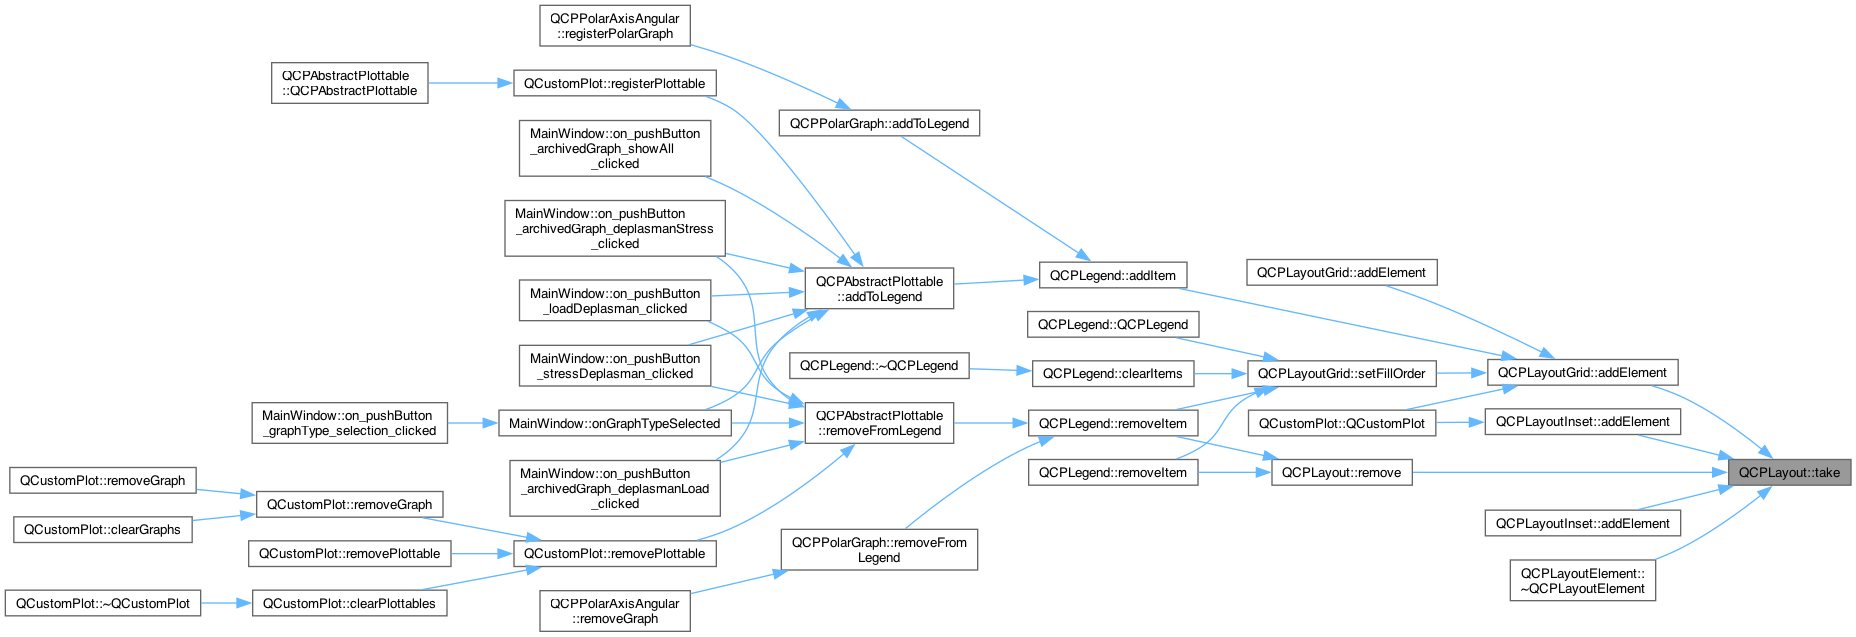 QCPPolarAxisAngular
::registerPolarGraph
QCPAbstractPlottable
::QCPAbstractPlottable
QCustomPlot::registerPlottable
QCPPolarGraph::addToLegend
MainWindow::on_pushButton
_archivedGraph_showAll
_clicked
MainWindow::on_pushButton
_archivedGraph_deplasmanStress
_clicked
QCPAbstractPlottable
::addToLegend
QCPLegend::addItem
QCPLayoutGrid::addElement
MainWindow::on_pushButton
_loadDeplasman_clicked
QCPLegend::QCPLegend
MainWindow::on_pushButton
_stressDeplasman_clicked
QCPLegend::~QCPLegend
QCPLegend::clearItems
QCPLayoutGrid::setFillOrder
QCPLayoutGrid::addElement
MainWindow::on_pushButton
_graphType_selection_clicked
MainWindow::onGraphTypeSelected
QCPAbstractPlottable
::removeFromLegend
QCPLegend::removeItem
QCustomPlot::QCustomPlot
QCPLayoutInset::addElement
MainWindow::on_pushButton
_archivedGraph_deplasmanLoad
_clicked
QCPLegend::removeItem
QCPLayout::remove
QCPLayout::take
QCustomPlot::removeGraph
QCustomPlot::removeGraph
QCustomPlot::clearGraphs
QCPLayoutInset::addElement
QCustomPlot::removePlottable
QCustomPlot::removePlottable
QCPPolarGraph::removeFrom
Legend
QCPLayoutElement::
~QCPLayoutElement
QCustomPlot::~QCustomPlot
QCustomPlot::clearPlottables
QCPPolarAxisAngular
::removeGraph